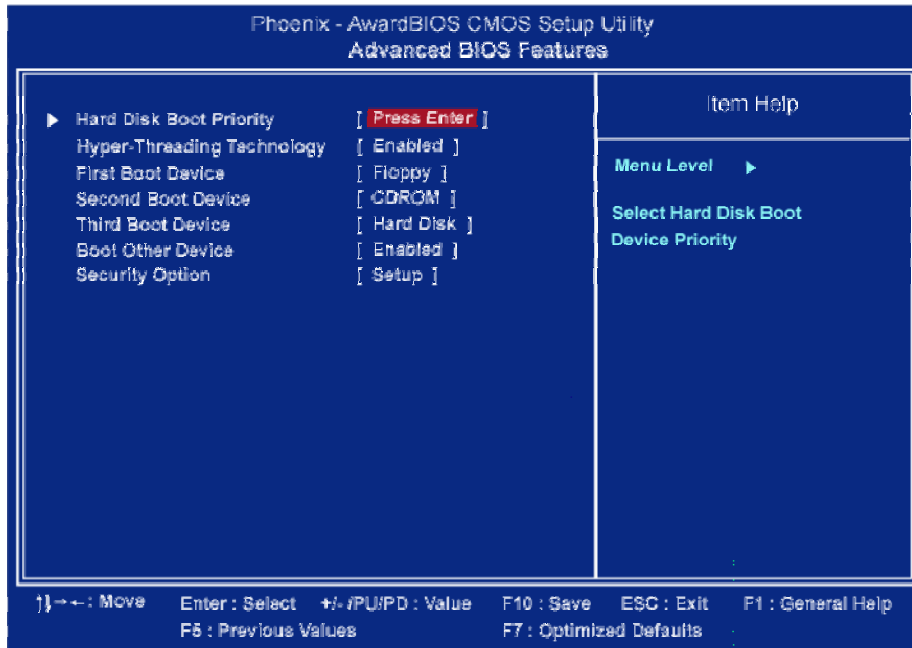 Phoenix - AwardBIOS CMOS Setup Utility
Advanced BIOS Features
Hard Disk Boot Priority [ Press Enter ]
Hyper-Threading Technology [ Enabled ]
First Boot Device [ Floppy ]
Second Boot Device [ CDROM ]
Third Boot Device [ Hard Disk ]
Boot Other Device [ Enabled ]
Security Option [ Setup ]
Item Help
Menu Level ▶
Select Hard Disk Boot
Device Priority
↑↓→←: Move Enter : Select +/-/PU/PD : Value F10 : Save ESC : Exit F1 : General Help
F5 : Previous Values F7 : Optimized Defaults